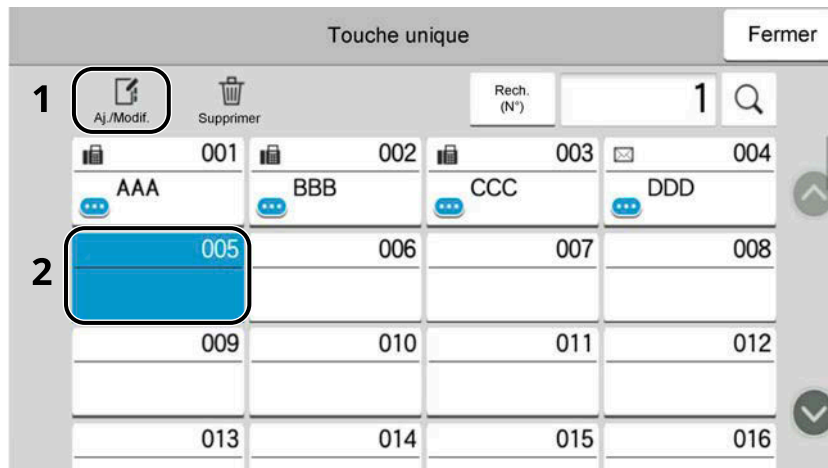 Touche unique
Fermer
1
Aj./Modif.
Supprimer
Rech.
(N°)
1
001
002
003
004
AAA
BBB
CCC
DDD
2
005
006
007
008
009
010
011
012
013
014
015
016